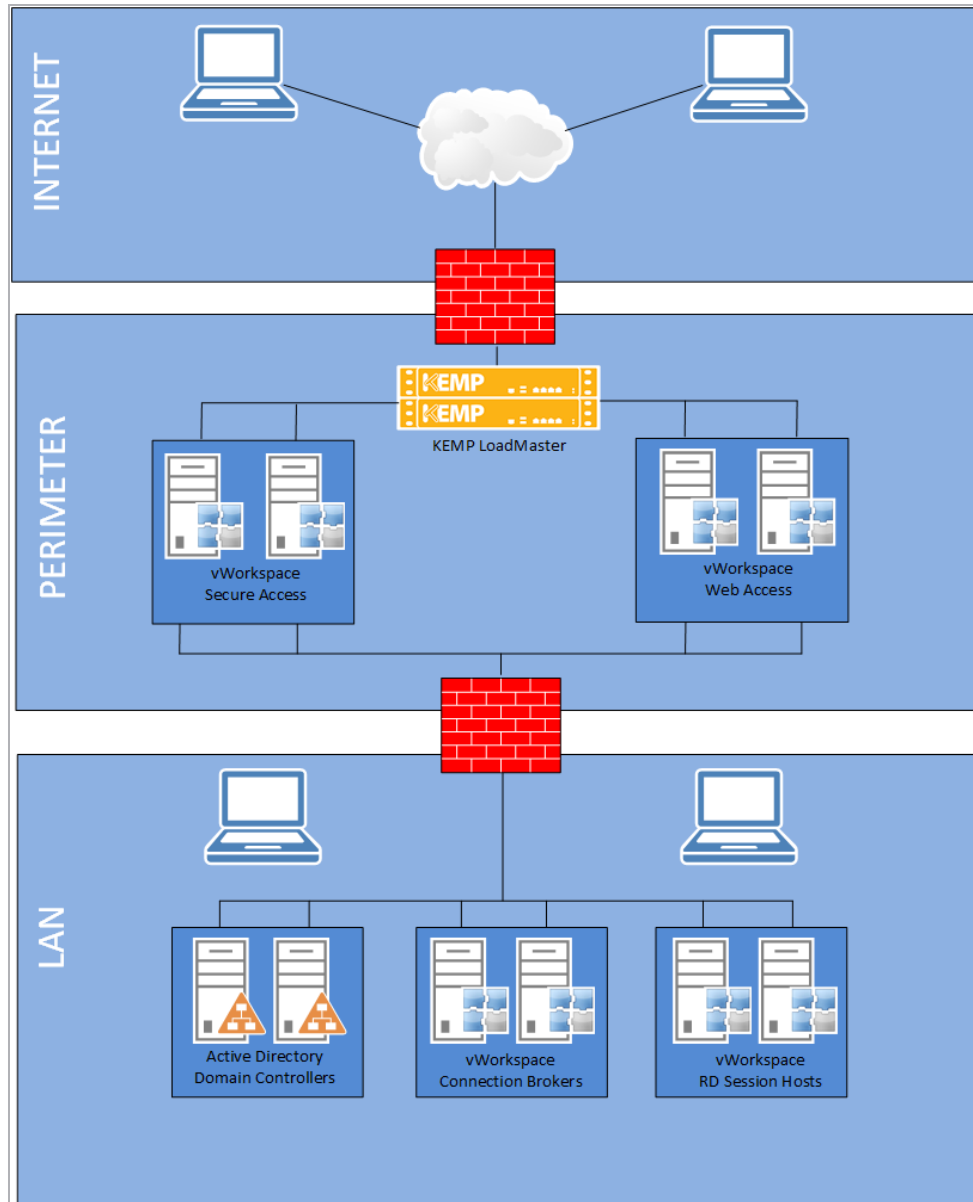 INTERNET
PERIMETER
KEMP
KEMP
KEMP LoadMaster
vWorkspace
Secure Access
vWorkspace
Web Access
LAN
Active Directory
Domain Controllers
vWorkspace
Connection Brokers
vWorkspace
RD Session Hosts